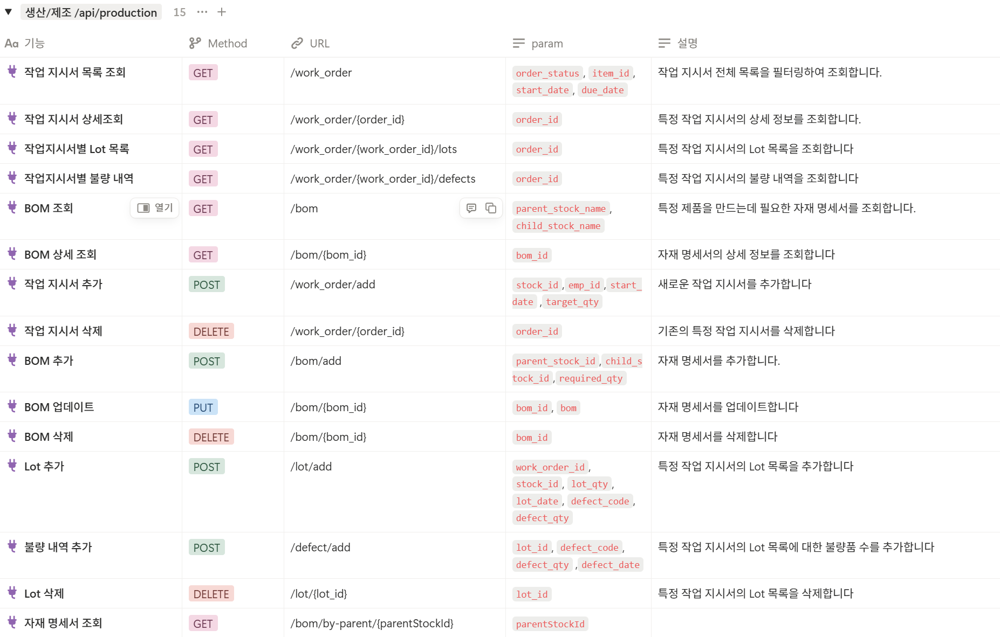 생산/제조 /api/production 15
Aa 기능 Method URL param 설명
작업 지시서 목록 조회 GET /work_order order_status, item_id, 작업 지시서 전체 목록을 필터링하여 조회합니다.
start_date, due_date
작업 지시서 상세조회 GET /work_order/{order_id} order_id 특정 작업 지시서의 상세 정보를 조회합니다.
작업지시서별 Lot 목록 GET /work_order/{work_order_id}/lots order_id 특정 작업 지시서의 Lot 목록을 조회합니다
작업지시서별 불량 내역 GET /work_order/{work_order_id}/defects order_id 특정 작업 지시서의 불량 내역을 조회합니다
BOM 조회 열기 GET /bom parent_stock_name, 특정 제품을 만드는데 필요한 자재 명세서를 조회합니다.
child_stock_name
BOM 상세 조회 GET /bom/{bom_id} bom_id 자재 명세서의 상세 정보를 조회합니다
작업 지시서 추가 POST /work_order/add stock_id,emp_id,start_ 새로운 작업 지시서를 추가합니다
date ,target_qty
작업 지시서 삭제 DELETE /work_order/{order_id} order_id 기존의 특정 작업 지시서를 삭제합니다
BOM 추가 POST /bom/add parent_stock_id,child_s 자재 명세서를 추가합니다.
tock_id,required_qty
BOM 업데이트 PUT /bom/{bom_id} bom_id, bom 자재 명세서를 업데이트합니다
BOM 삭제 DELETE /bom/{bom_id} bom_id 자재 명세서를 삭제합니다
Lot 추가 POST /lot/add work_order_id, 특정 작업 지시서의 Lot 목록을 추가합니다
stock_id, lot_qty,
lot_date, defect_code,
defect_qty
불량 내역 추가 POST /defect/add lot_id, defect_code, 특정 작업 지시서의 Lot 목록에 대한 불량품 수를 추가합니다
defect_qty ,defect_date
Lot 삭제 DELETE /lot/{lot_id} lot_id 특정 작업 지시서의 Lot 목록을 삭제합니다
자재 명세서 조회 GET /bom/by-parent/{parentStockId} parentStockId